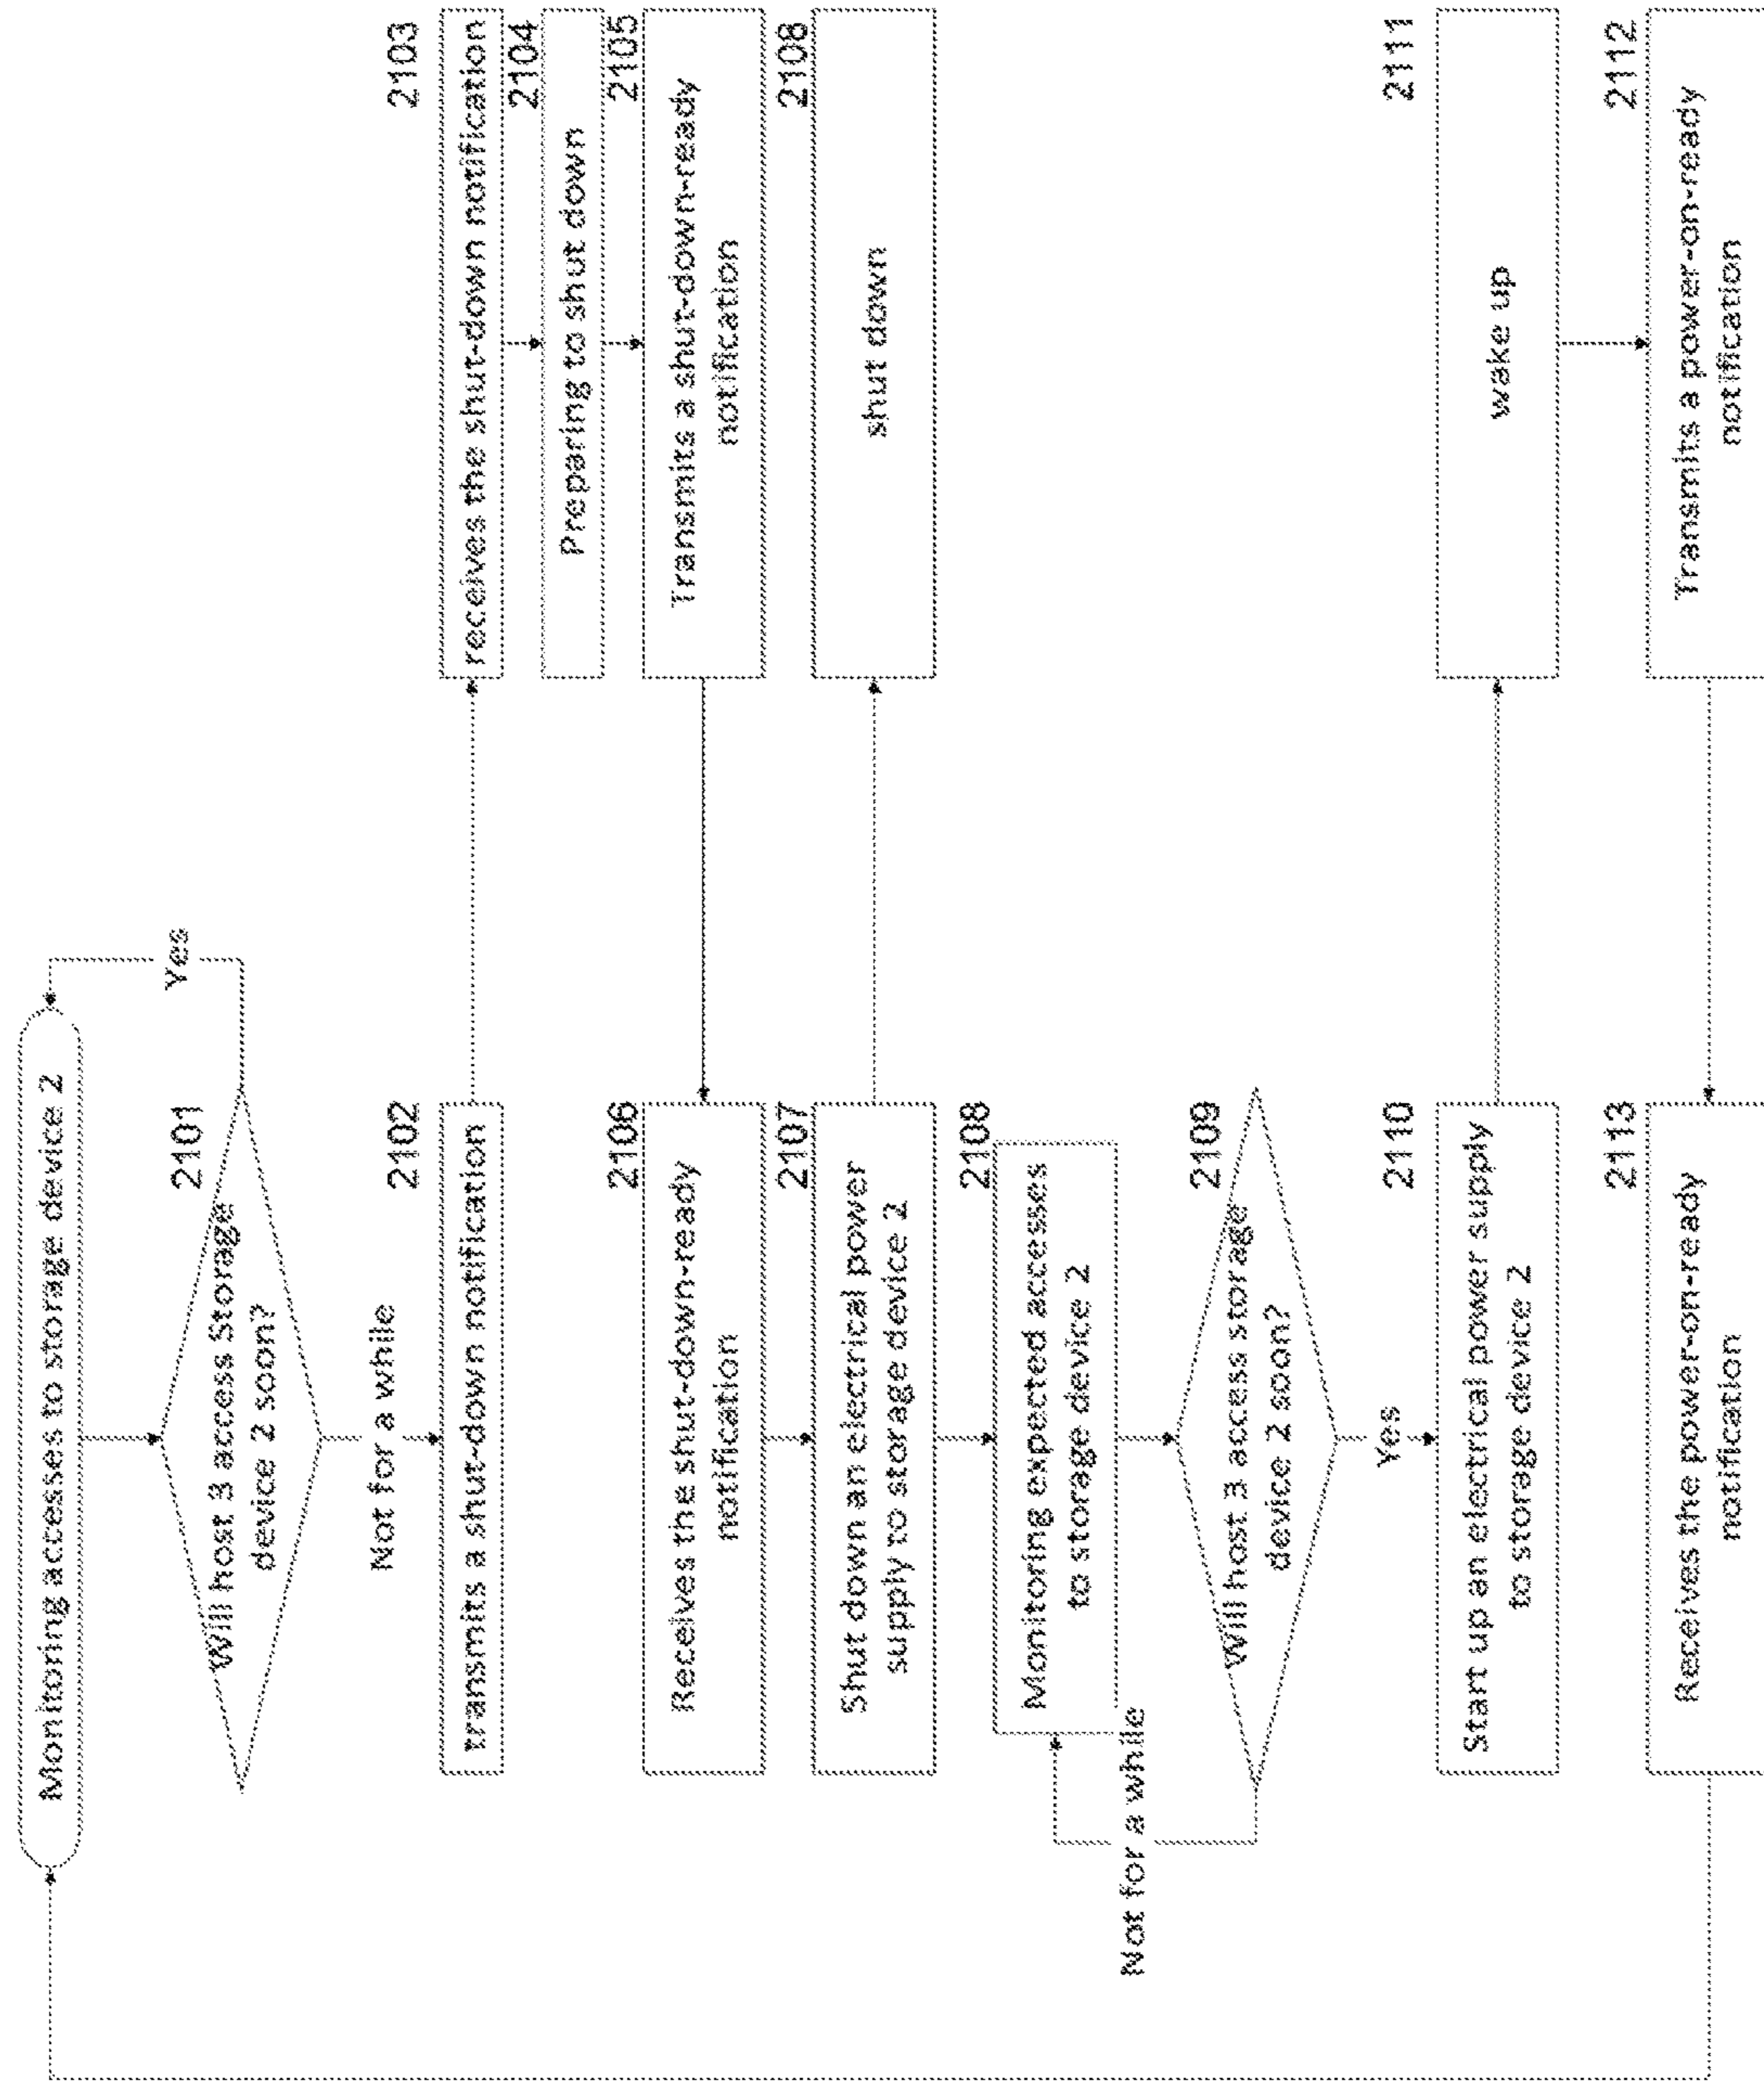 Monitoring accesses to storage device 2
Yes
2101
Will host 3 access Storage
device 2 soon?
Not for a while
2102
transmits a shut-down notification
2103
receives the shut-down notification
2104
Preparing to shut down
2105
Transmits a shut-down-ready
notification
2106
Receives the shut-down-ready
notification
2107
Shut down an electrical power
supply to storage device 2
2108
shut down
2108
Monitoring expected accesses
to storage device 2
Not for a while
2109
Will host 3 access storage
device 2 soon?
Yes
2110
Start up an electrical power supply
to storage device 2
2111
wake up
2112
Transmits a power-on-ready
notification
2113
Receives the power-on-ready
notification